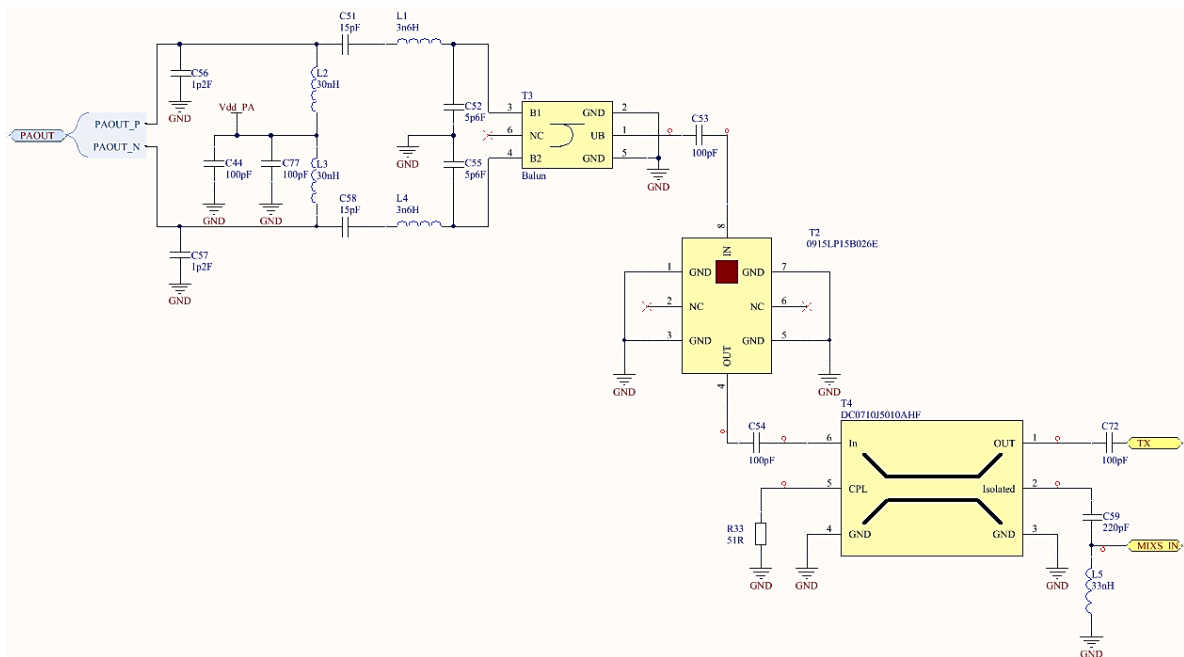 C51
15pF
L1
3n6H
C56
1p2F
GND
L2
30nH
Vdd_PA
PAOUT
PAOUT_P
PAOUT_N
C44
100pF
GND
C77
100pF
GND
L3
30nH
C52
5p6F
GND
C55
5p6F
C58
15pF
L4
3n6H
C57
1p2F
GND
T3
3 B1 GND 2
6 NC UB 1
4 B2 GND 5
Balun
GND
C53
100pF
T2
0915LP15B026E
8
IN
1 GND GND 7
2 NC NC 6
3 GND GND 5
OUT
4
GND
GND
T4
DC0710J5010AHF
C54
100pF
6 In OUT 1
5 CPL Isolated 2
4 GND GND 3
C72
100pF
TX
R33
51R
GND
GND
GND
C59
220pF
MIXS_IN
L5
33nH
GND